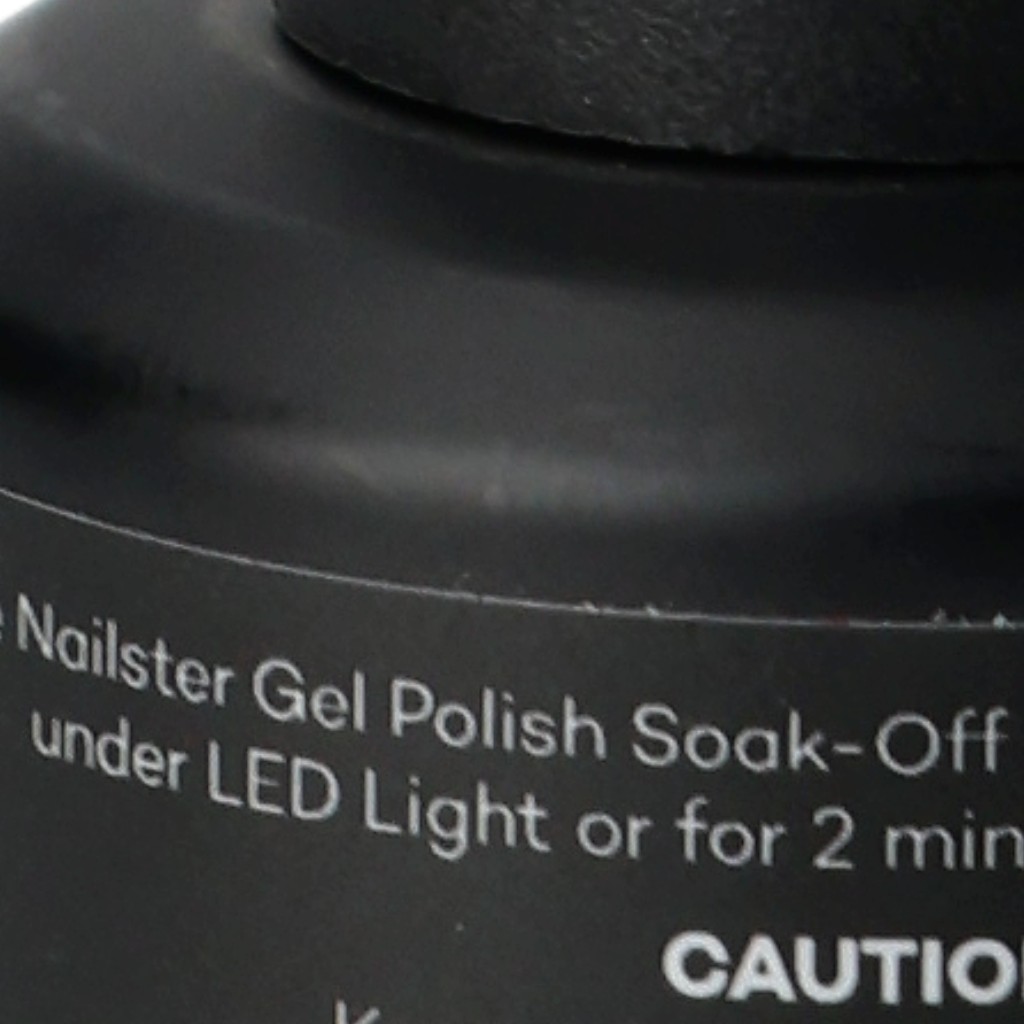 Nailster Gel Polish Soak-Off
under LED Light or for 2 min
CAUTIO